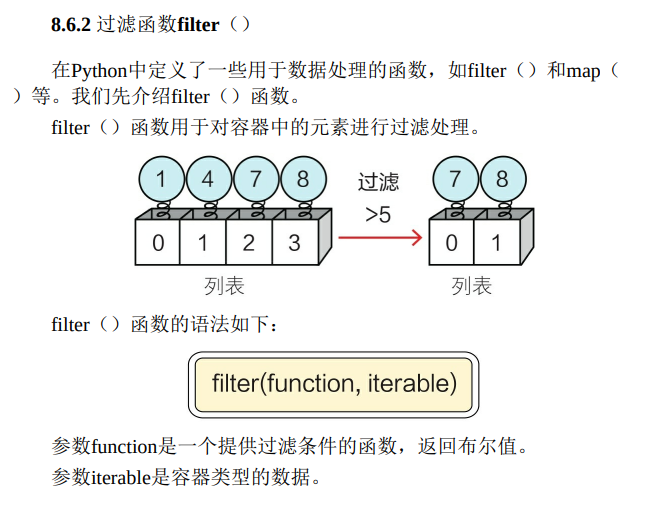 8.6.2 过滤函数filter（）
在Python中定义了一些用于数据处理的函数，如filter（）和map（
）等。我们先介绍filter（）函数。
filter（）函数用于对容器中的元素进行过滤处理。
1 4 7 8 过滤 7 8
>5
0 1 2 3 0 1
列表 列表
filter（）函数的语法如下：
filter(function, iterable)
参数function是一个提供过滤条件的函数，返回布尔值。
参数iterable是容器类型的数据。